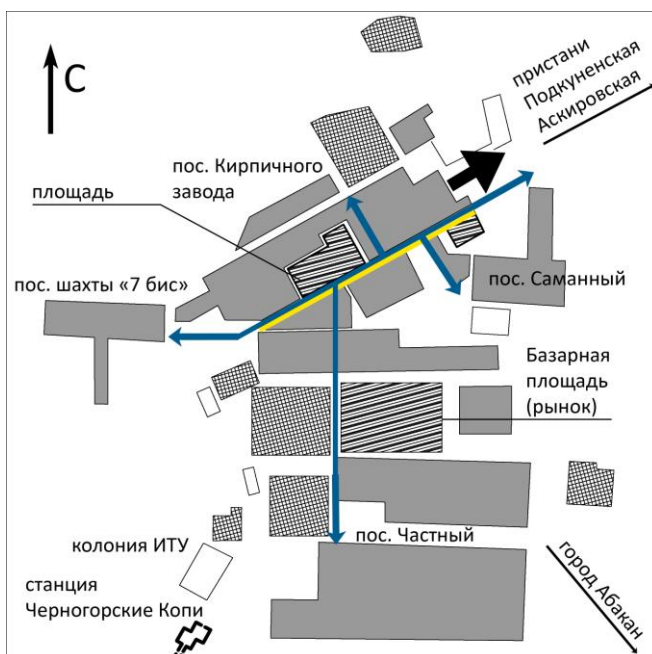 С
пристани
Подкуненская
Аскировская
пос. Кирпичного
завода
площадь
пос. шахты «7 бис»
пос. Саманный
Базарная
площадь
(рынок)
пос. Частный
колония ИТУ
станция
Черногорские Копи
город Абакан